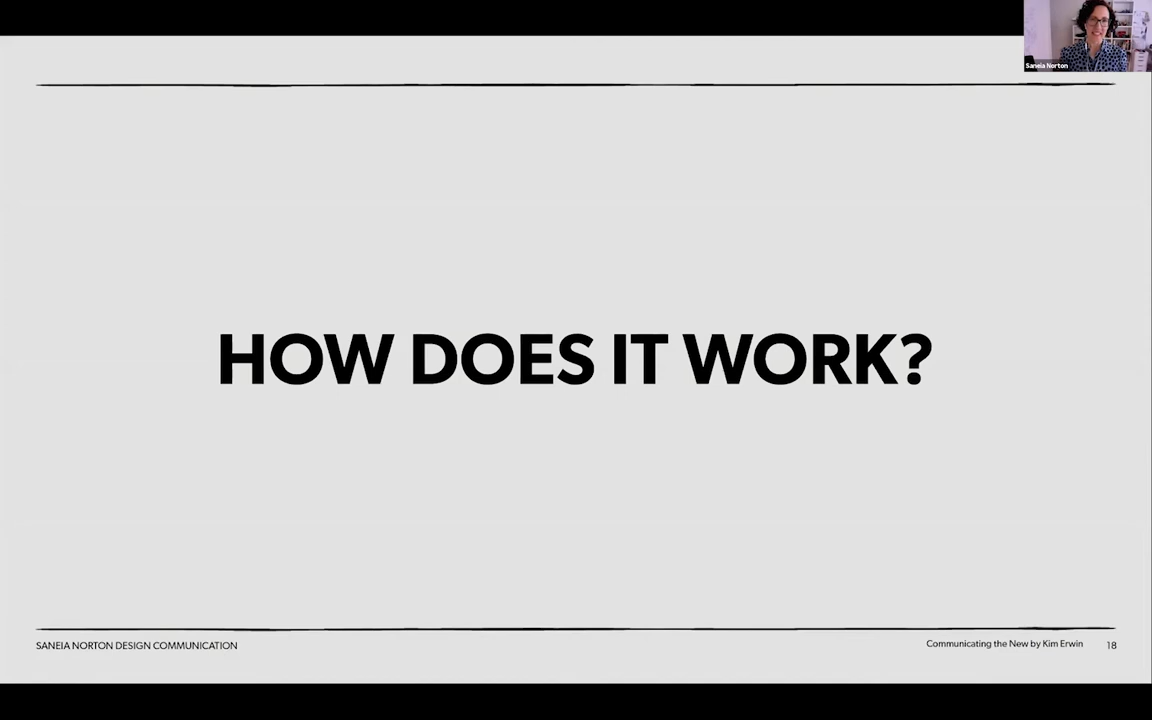 Saneia Norton
HOW DOES IT WORK?
SANEIA NORTON DESIGN COMMUNICATION
Communicating the New by Kim Erwin
18